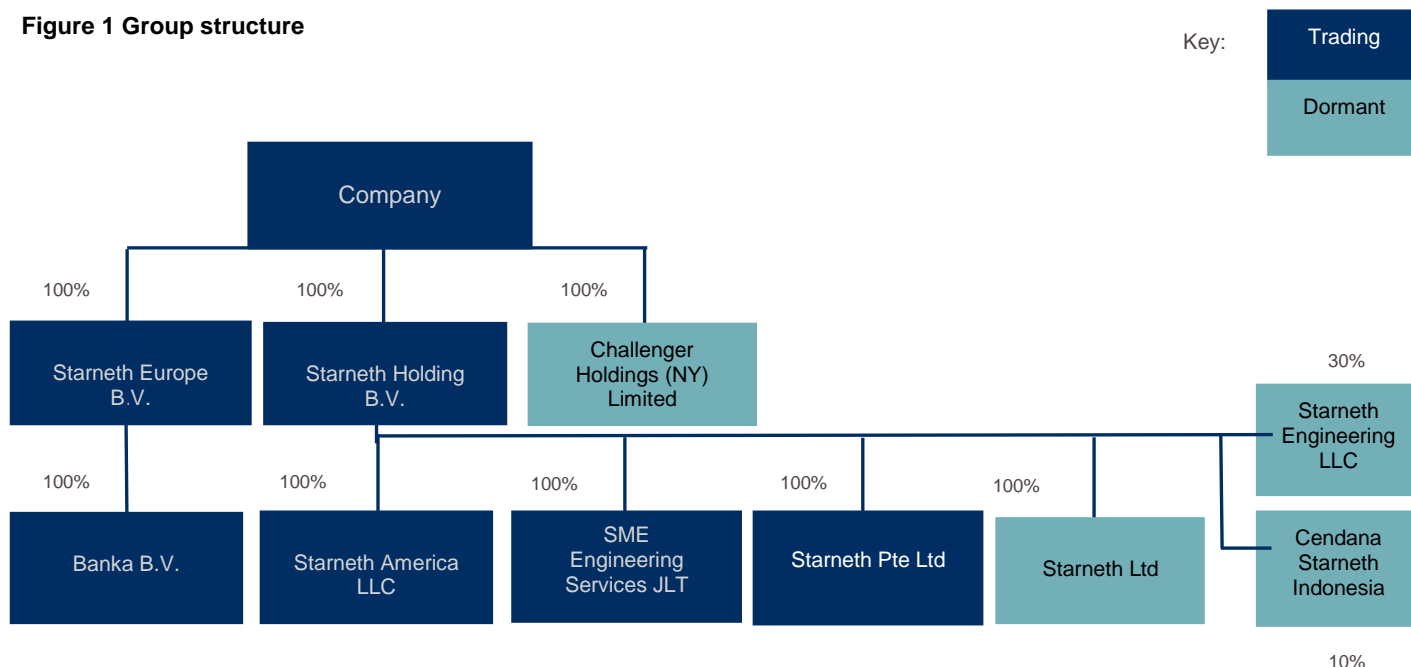 Figure 1 Group structure
Key:
Trading
Dormant
Company
100%
100%
100%
Starneth Europe
B.V.
Starneth Holding
B.V.
Challenger
Holdings (NY)
Limited
30%
Starneth
Engineering
LLC
100%
100%
100%
100%
100%
Banka B.V.
Starneth America
LLC
SME
Engineering
Services JLT
Starneth Pte Ltd
Starneth Ltd
Cendana
Starneth
Indonesia
10%